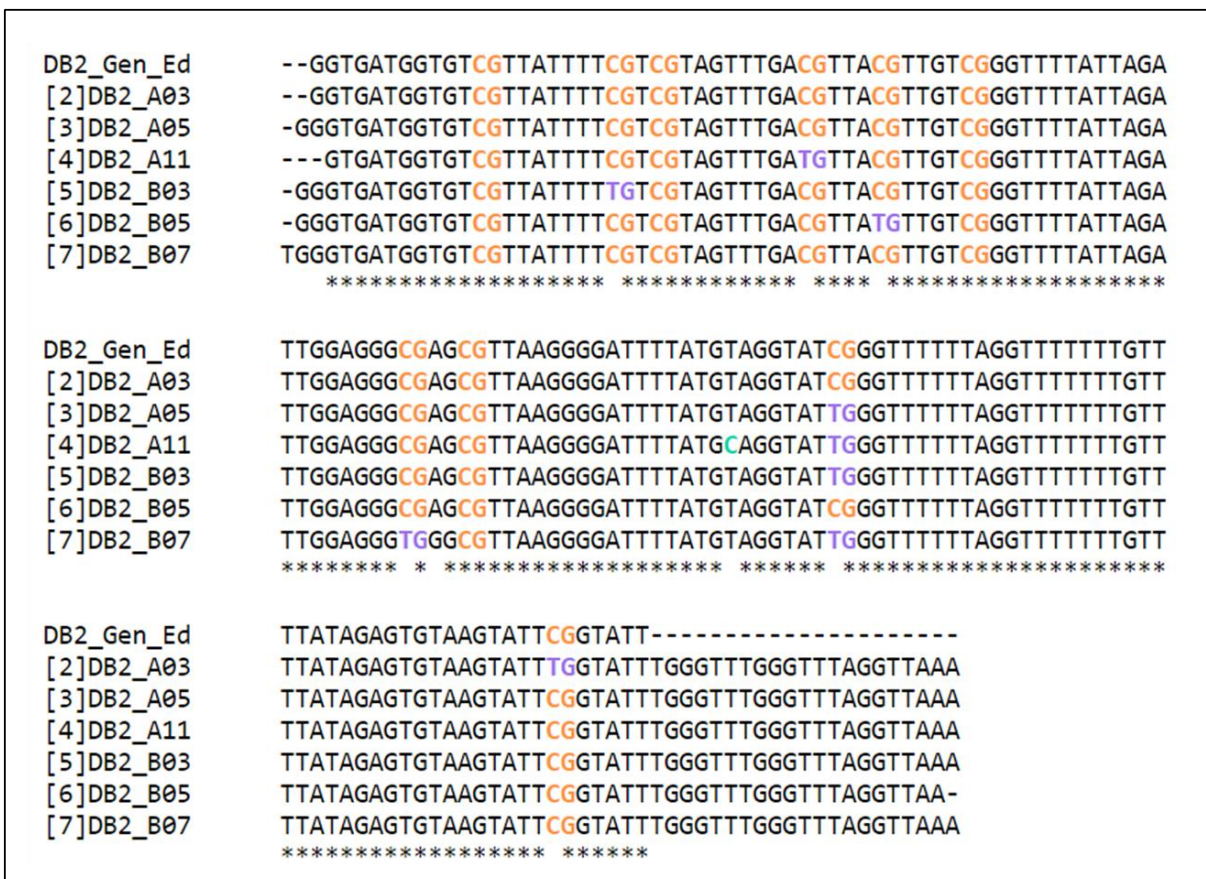 DB2_Gen_Ed --GGTGATGGTGTCGTTATTTTCGTCGTAGTTTGACGTTACGTTGTCGGGTTTTATTAGA
[2]DB2_A03 --GGTGATGGTGTCGTTATTTTCGTCGTAGTTTGACGTTACGTTGTCGGGTTTTATTAGA
[3]DB2_A05 -GGGTGATGGTGTCGTTATTTTCGTCGTAGTTTGACGTTACGTTGTCGGGTTTTATTAGA
[4]DB2_A11 ---GTGATGGTGTCGTTATTTTCGTCGTAGTTTGATGTTACGTTGTCGGGTTTTATTAGA
[5]DB2_B03 -GGGTGATGGTGTCGTTATTTTTGTCGTAGTTTGACGTTACGTTGTCGGGTTTTATTAGA
[6]DB2_B05 -GGGTGATGGTGTCGTTATTTTCGTCGTAGTTTGACGTTATGTTGTCGGGTTTTATTAGA
[7]DB2_B07 TGGGTGATGGTGTCGTTATTTTCGTCGTAGTTTGACGTTACGTTGTCGGGTTTTATTAGA
******************* ************* **** *******************
DB2_Gen_Ed TTGGAGGGCGAGCGTTAAGGGGATTTTATGTAGGTATCGGGTTTTTTAGGTTTTTTTGTT
[2]DB2_A03 TTGGAGGGCGAGCGTTAAGGGGATTTTATGTAGGTATCGGGTTTTTTAGGTTTTTTTGTT
[3]DB2_A05 TTGGAGGGCGAGCGTTAAGGGGATTTTATGTAGGTATTGGGTTTTTTAGGTTTTTTTGTT
[4]DB2_A11 TTGGAGGGCGAGCGTTAAGGGGATTTTATGCAGGTATTGGGTTTTTTAGGTTTTTTTGTT
[5]DB2_B03 TTGGAGGGCGAGCGTTAAGGGGATTTTATGTAGGTATTGGGTTTTTTAGGTTTTTTTGTT
[6]DB2_B05 TTGGAGGGCGAGCGTTAAGGGGATTTTATGTAGGTATCGGGTTTTTTAGGTTTTTTTGTT
[7]DB2_B07 TTGGAGGGTGGGCGTTAAGGGGATTTTATGTAGGTATTGGGTTTTTTAGGTTTTTTTGTT
******** * ******************* ****** **********************
DB2_Gen_Ed TTATAGAGTGTAAGTATTCGGTATT---------------------
[2]DB2_A03 TTATAGAGTGTAAGTATTTGGTATTTGGGTTTGGGTTTAGGTTAAA
[3]DB2_A05 TTATAGAGTGTAAGTATTCGGTATTTGGGTTTGGGTTTAGGTTAAA
[4]DB2_A11 TTATAGAGTGTAAGTATTCGGTATTTGGGTTTGGGTTTAGGTTAAA
[5]DB2_B03 TTATAGAGTGTAAGTATTCGGTATTTGGGTTTGGGTTTAGGTTAAA
[6]DB2_B05 TTATAGAGTGTAAGTATTCGGTATTTGGGTTTGGGTTTAGGTTAA-
[7]DB2_B07 TTATAGAGTGTAAGTATTCGGTATTTGGGTTTGGGTTTAGGTTAAA
****************** ******